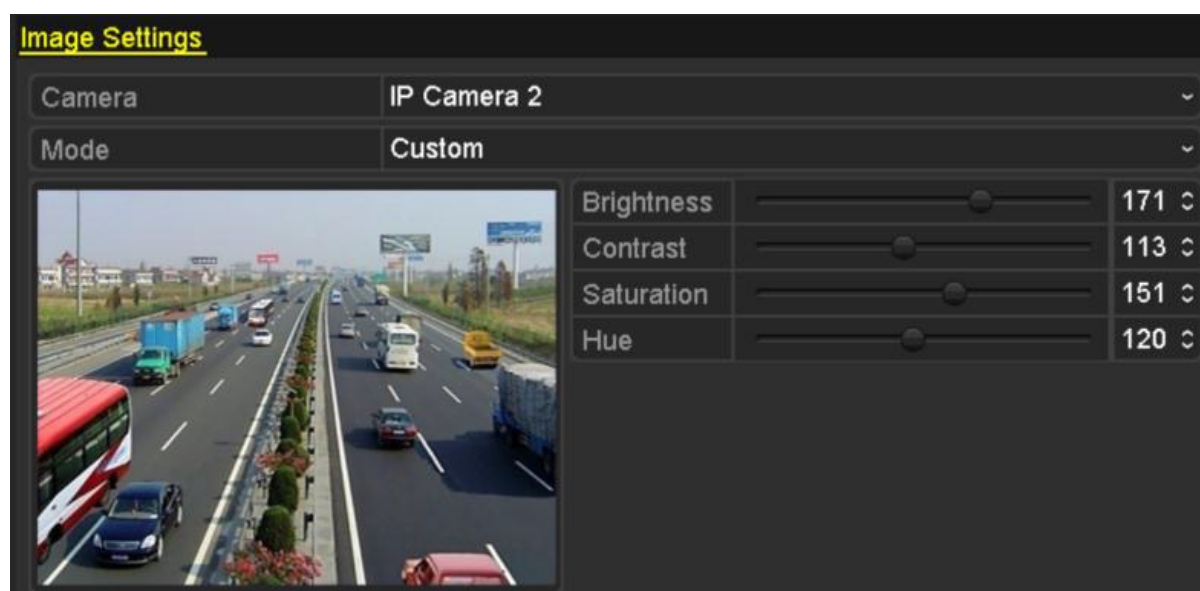 Image Settings
Camera IP Camera 2
Mode Custom
Brightness 171
Contrast 113
Saturation 151
Hue 120